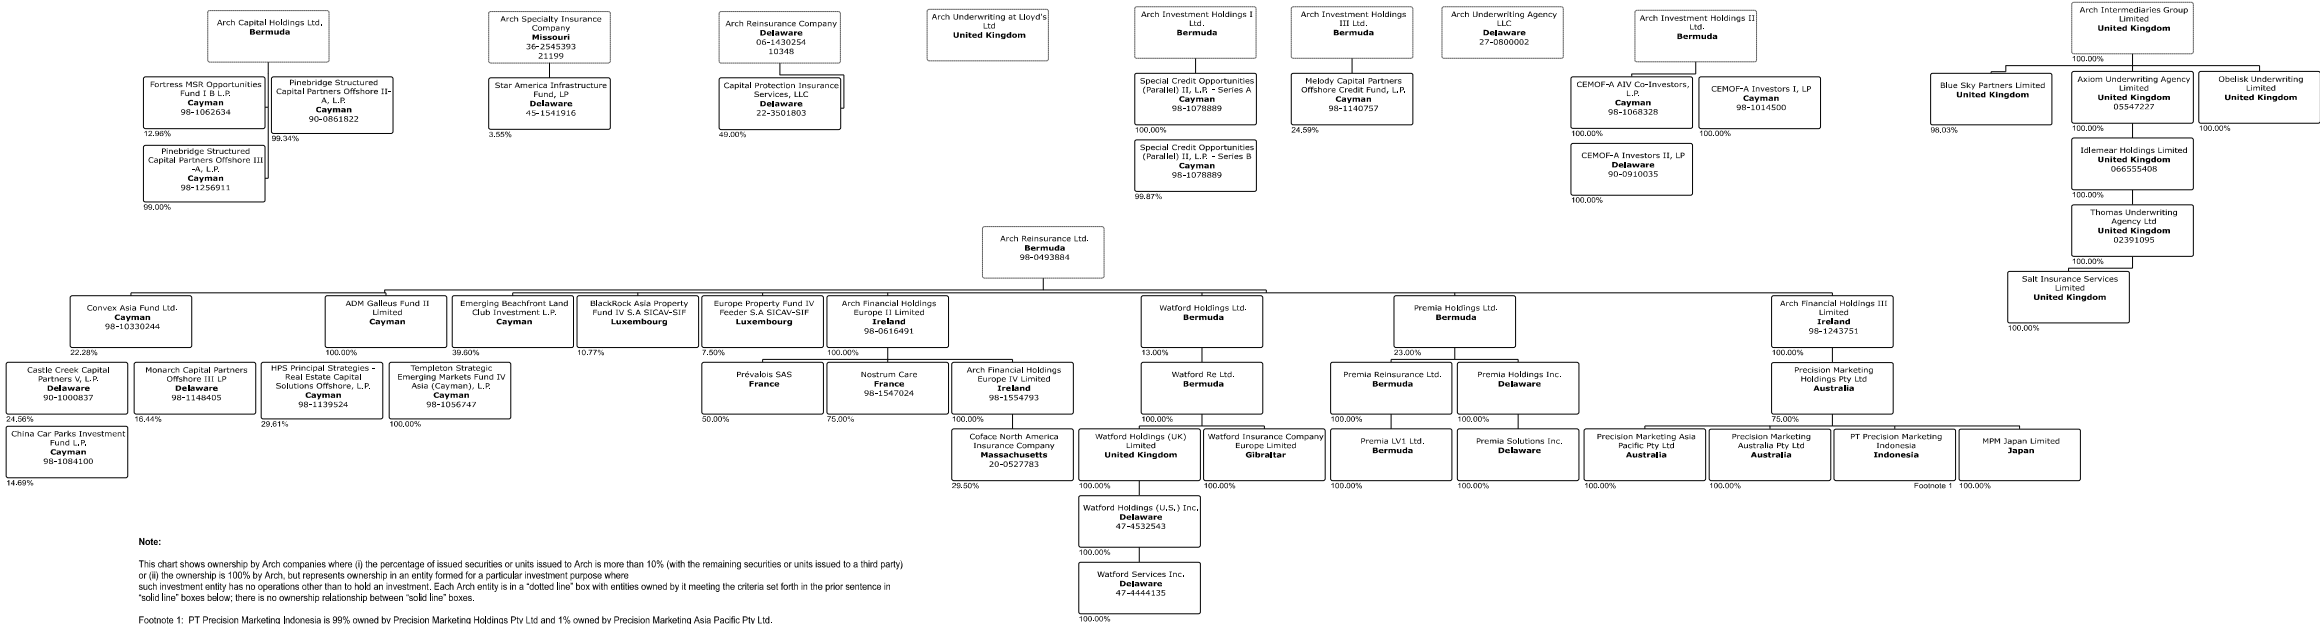 Arch Capital Holdings Ltd.
Bermuda
Fortress MSR Opportunities
Fund I B L.P.
Cayman
98-1062634
12.96%
Pinebridge Structured
Capital Partners Offshore II-
A, L.P.
Cayman
90-0861822
99.34%
Pinebridge Structured
Capital Partners Offshore III
-A, L.P.
Cayman
98-1256911
99.00%
Arch Specialty Insurance
Company
Missouri
36-2545393
21199
Star America Infrastructure
Fund, LP
Delaware
45-1541916
3.55%
Arch Reinsurance Company
Delaware
06-1430254
10348
Capital Protection Insurance
Services, LLC
Delaware
22-3501803
49.00%
Arch Underwriting at Lloyd's
Ltd
United Kingdom
Arch Investment Holdings I
Ltd.
Bermuda
Special Credit Opportunities
(Parallel) II, L.P. - Series A
Cayman
98-1078889
100.00%
Special Credit Opportunities
(Parallel) II, L.P. - Series B
Cayman
98-1078889
99.87%
Arch Investment Holdings
III Ltd.
Bermuda
Melody Capital Partners
Offshore Credit Fund, L.P.
Cayman
98-1140757
24.59%
Arch Underwriting Agency
LLC
Delaware
27-0800002
Arch Investment Holdings II
Ltd.
Bermuda
CEMOF-A AIV Co-Investors,
L.P.
Cayman
98-1068328
100.00%
CEMOF-A Investors I, LP
Cayman
98-1014500
100.00%
CEMOF-A Investors II, LP
Delaware
90-0910035
100.00%
Arch Intermediaries Group
Limited
United Kingdom
100.00%
Blue Sky Partners Limited
United Kingdom
98.03%
Axiom Underwriting Agency
Limited
United Kingdom
05547227
100.00%
Obelisk Underwriting
Limited
United Kingdom
100.00%
Idlemear Holdings Limited
United Kingdom
066555408
100.00%
Thomas Underwriting
Agency Ltd
United Kingdom
02391095
100.00%
Salt Insurance Services
Limited
United Kingdom
100.00%
Arch Reinsurance Ltd.
Bermuda
98-0493884
Convex Asia Fund Ltd.
Cayman
98-10330244
22.28%
ADM Galleus Fund II
Limited
Cayman
100.00%
Emerging Beachfront Land
Club Investment L.P.
Cayman
39.60%
BlackRock Asia Property
Fund IV S.A SICAV-SIF
Luxembourg
10.77%
Europe Property Fund IV
Feeder S.A SICAV-SIF
Luxembourg
7.50%
Arch Financial Holdings
Europe II Limited
Ireland
98-0616491
100.00%
Watford Holdings Ltd.
Bermuda
13.00%
Premia Holdings Ltd.
Bermuda
23.00%
Arch Financial Holdings III
Limited
Ireland
98-1243751
100.00%
Castle Creek Capital
Partners V, L.P.
Delaware
90-1000837
24.56%
Monarch Capital Partners
Offshore III LP
Delaware
98-1148405
16.44%
HPS Principal Strategies -
Real Estate Capital
Solutions Offshore, L.P.
Cayman
98-1139524
29.61%
Templeton Strategic
Emerging Markets Fund IV
Asia (Cayman), L.P.
Cayman
98-1056747
100.00%
Prévalois SAS
France
50.00%
Nostrum Care
France
98-1547024
75.00%
Arch Financial Holdings
Europe IV Limited
Ireland
98-1554793
100.00%
Watford Re Ltd.
Bermuda
100.00%
Premia Reinsurance Ltd.
Bermuda
100.00%
Premia Holdings Inc.
Delaware
100.00%
Precision Marketing
Holdings Pty Ltd
Australia
75.00%
China Car Parks Investment
Fund L.P.
Cayman
98-1084100
14.69%
Coface North America
Insurance Company
Massachusetts
20-0527783
29.50%
Watford Holdings (UK)
Limited
United Kingdom
100.00%
Watford Insurance Company
Europe Limited
Gibraltar
100.00%
Premia LV1 Ltd.
Bermuda
100.00%
Premia Solutions Inc.
Delaware
100.00%
Precision Marketing Asia
Pacific Pty Ltd
Australia
100.00%
Precision Marketing
Australia Pty Ltd
Australia
100.00%
PT Precision Marketing
Indonesia
Indonesia
Footnote 1
MPM Japan Limited
Japan
100.00%
Watford Holdings (U.S.) Inc.
Delaware
47-4532543
100.00%
Watford Services Inc.
Delaware
47-4444135
100.00%
Note:
This chart shows ownership by Arch companies where (i) the percentage of issued securities or units issued to Arch is more than 10% (with the remaining securities or units issued to a third party)
or (ii) the ownership is 100% by Arch, but represents ownership in an entity formed for a particular investment purpose where
such investment entity has no operations other than to hold an investment. Each Arch entity is in a "dotted line" box with entities owned by it meeting the criteria set forth in the prior sentence in
"solid line" boxes below; there is no ownership relationship between "solid line" boxes.
Footnote 1: PT Precision Marketing Indonesia is 99% owned by Precision Marketing Holdings Pty Ltd and 1% owned by Precision Marketing Asia Pacific Pty Ltd.